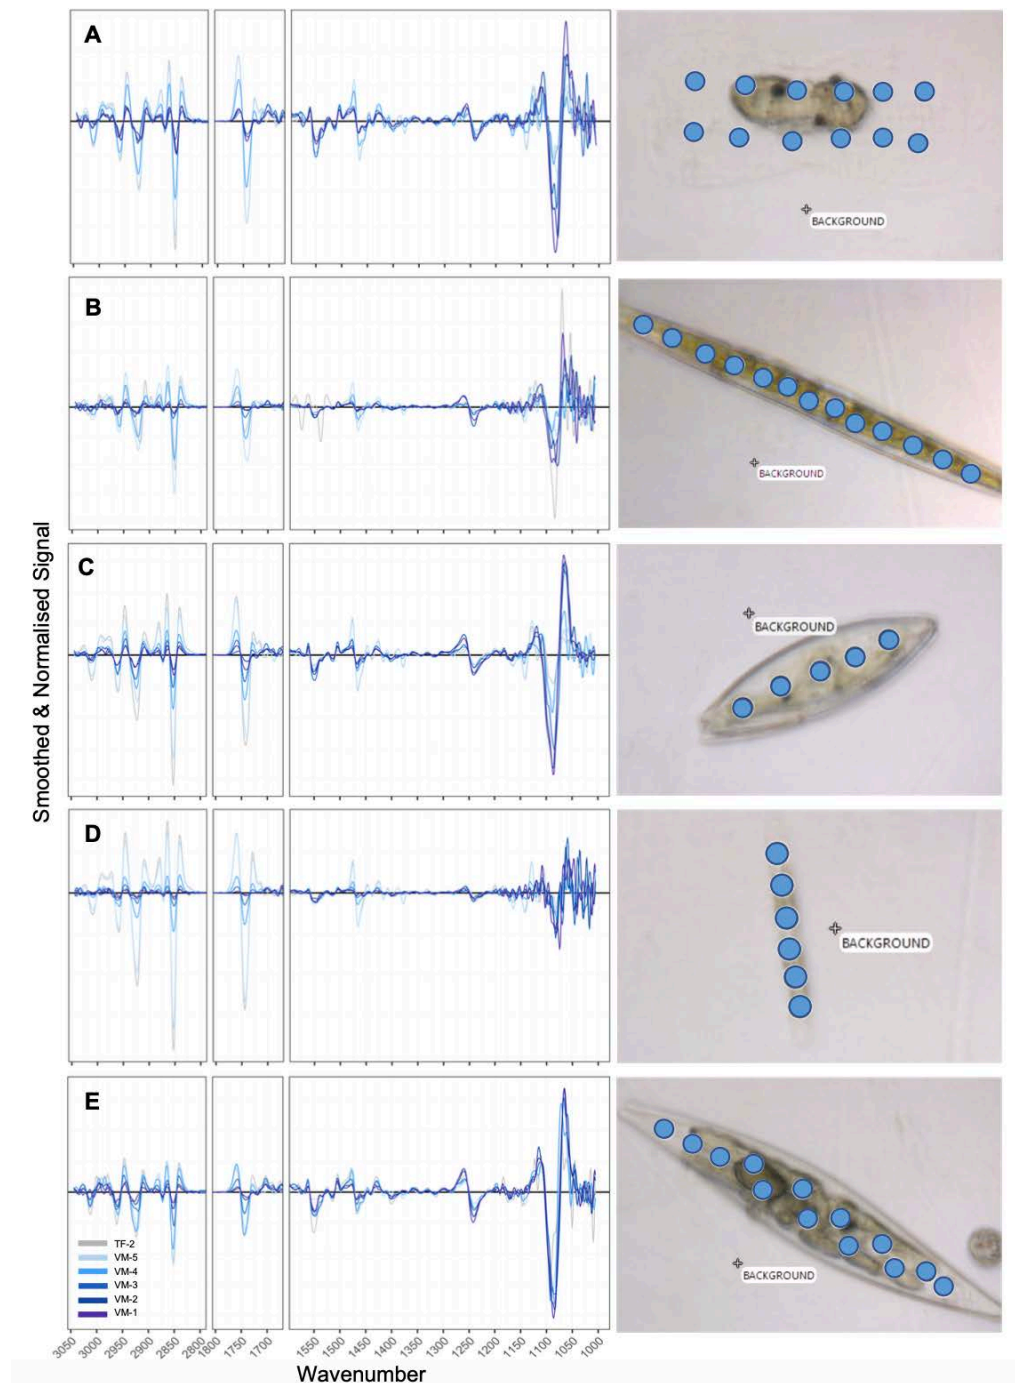 A
BACKGROUND
B
BACKGROUND
C
BACKGROUND
D
BACKGROUND
E
BACKGROUND
Smoothed & Normalised Signal
TF-2
VM-5
VM-4
VM-3
VM-2
VM-1
3050 3000 2950 2900 2850 2800 1800 1750 1700 1550 1500 1450 1400 1350 1300 1250 1200 1150 1100 1050 1000
Wavenumber